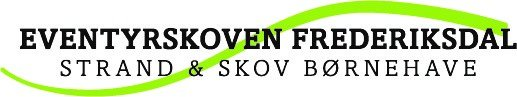 EVENTYRSKOVEN FREDERIKSDAL
STRAND & SKOV BØRNEHAVE